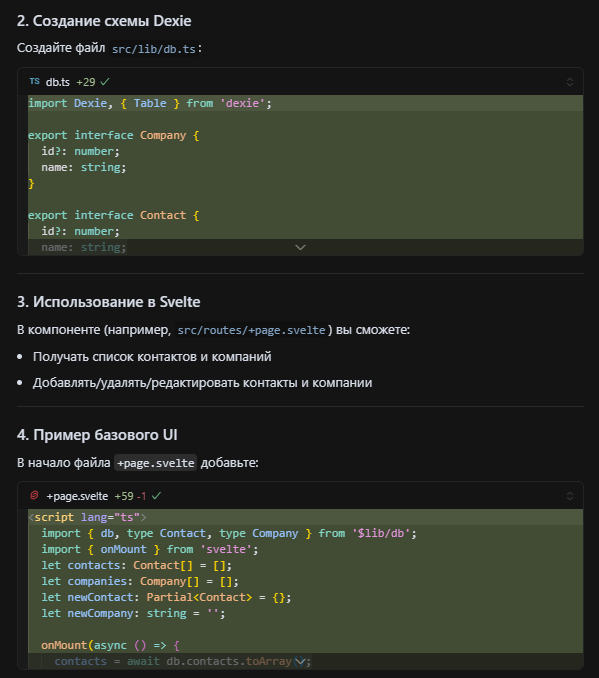 2. Создание схемы Dexie
Создайте файл src/lib/db.ts:
TS db.ts +29
import Dexie, { Table } from 'dexie';
export interface Company {
id?: number;
name: string;
}
export interface Contact {
id?: number;
name: string;
3. Использование в Svelte
В компоненте (например, src/routes/+page.svelte) вы сможете:
• Получать список контактов и компаний
• Добавлять/удалять/редактировать контакты и компании
4. Пример базового UI
В начало файла +page.svelte добавьте:
+page.svelte +59 -1
<script lang="ts">
import { db, type Contact, type Company } from '$lib/db';
import { onMount } from 'svelte';
let contacts: Contact[] = [];
let companies: Company[] = [];
let newContact: Partial<Contact> = {};
let newCompany: string = '';
onMount(async () => {
contacts = await db.contacts.toArray